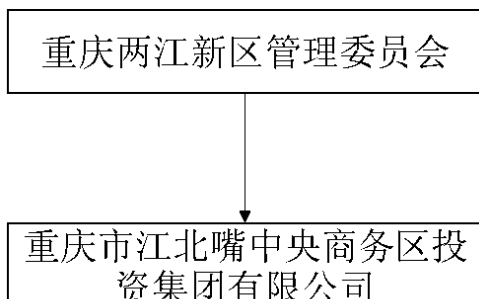 重庆两江新区管理委员会
重庆市江北嘴中央商务区投
资集团有限公司